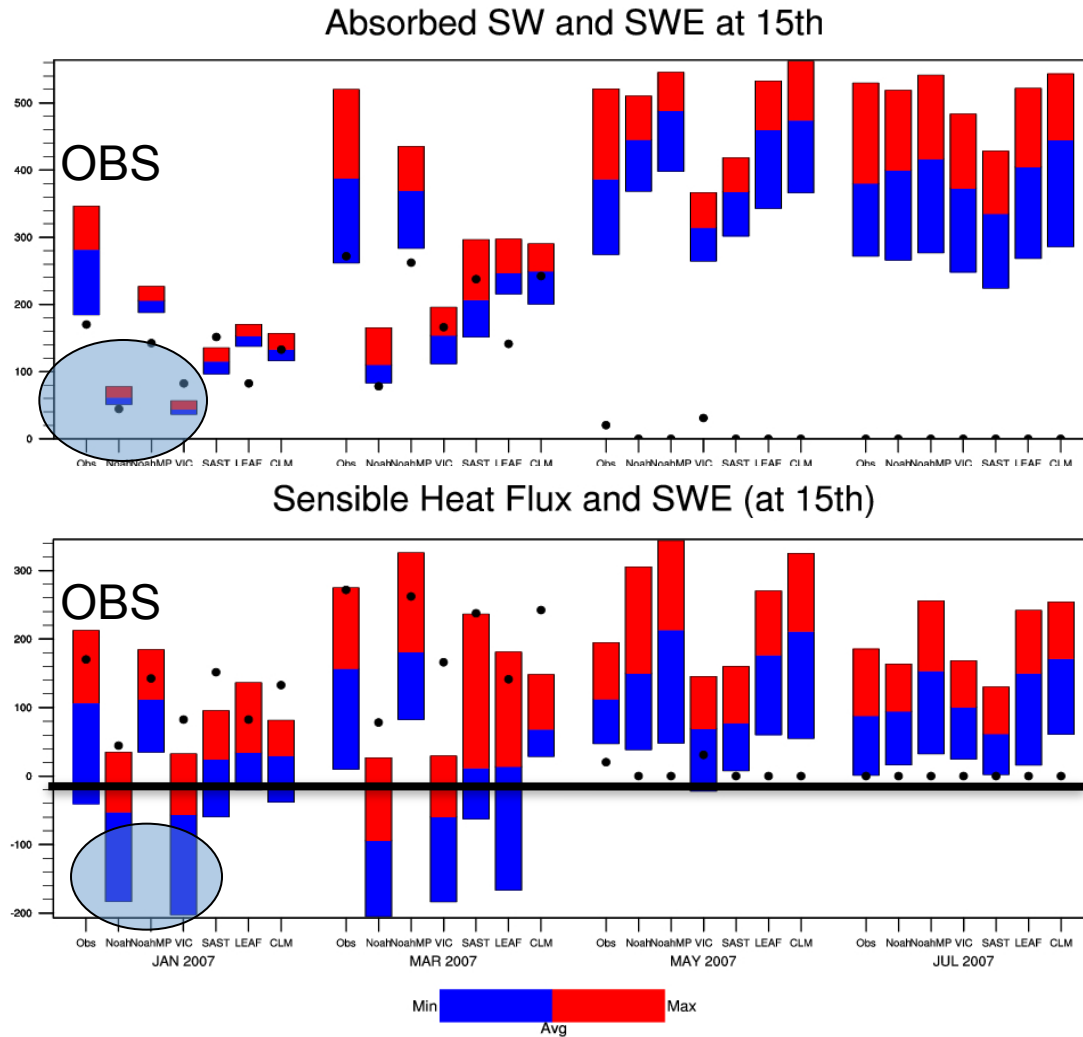 Absorbed SW and SWE at 15th
500
400
300
200
100
0
OBS
Obs Noah NoahMP VIC SAST LEAF CLM Obs Noah NoahMP VIC SAST LEAF CLM Obs Noah NoahMP VIC SAST LEAF CLM Obs Noah NoahMP VIC SAST LEAF CLM
Sensible Heat Flux and SWE (at 15th)
300
200
100
0
-100
-200
OBS
Obs Noah NoahMP VIC SAST LEAF CLM Obs Noah NoahMP VIC SAST LEAF CLM Obs Noah NoahMP VIC SAST LEAF CLM Obs Noah NoahMP VIC SAST LEAF CLM
JAN 2007 MAR 2007 MAY 2007 JUL 2007
Min Max
Avg